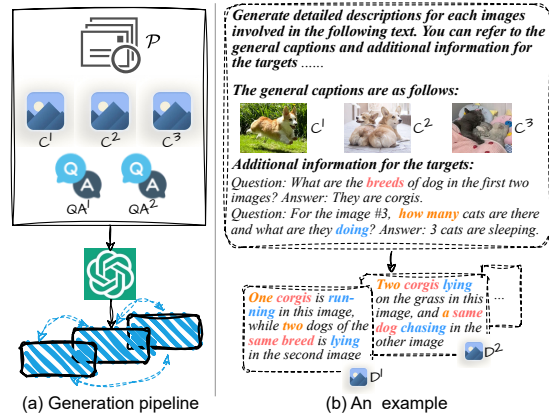 P
C1
C2
C3
Q
A
Q
A
QA1
QA2
(a) Generation pipeline
Generate detailed descriptions for each images
involved in the following text. You can refer to the
general captions and additional information for
the targets ......
The general captions are as follows:
C1
C2
C3
Additional information for the targets:
Question: What are the breeds of dog in the first two
images? Answer: They are corgis.
Question: For the image #3, how many cats are there
and what are they doing? Answer: 3 cats are sleeping.
One corgis is run-
ning in this image,
while two dogs of the
same breed is lying
in the second image
D1
Two corgis lying
on the grass in this
image, and a same
dog chasing in the
other image
D2
...
(b) An example